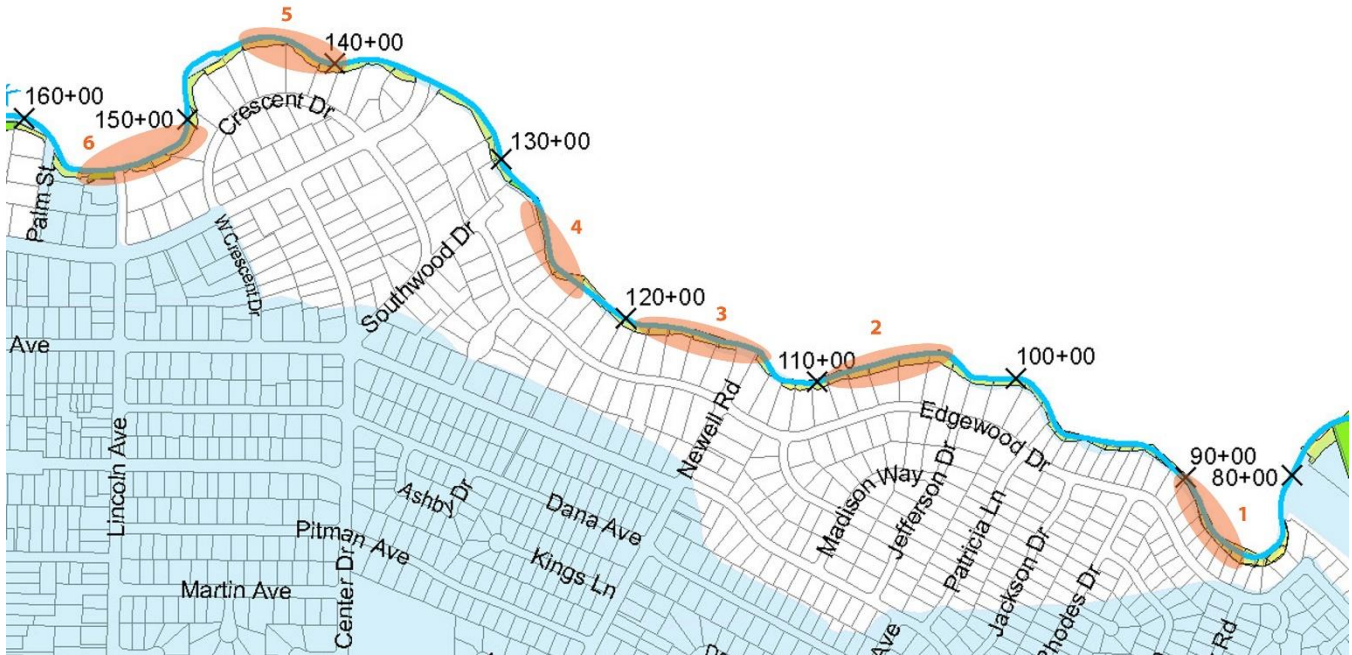 5
140+00
160+00
150+00
Crescent Dr
6
130+00
Palm St
W Crescent Dr
4
Southwood Dr
120+00
3
2
Ave
110+00
100+00
Newell Rd
Edgewood Dr
90+00
80+00
1
Lincoln Ave
Ashby Dr
Madison Way
Jefferson Dr
Patricia Ln
Jackson Dr
Rhodes Dr
Dana Ave
Pitman Ave
Kings Ln
Martin Ave
Center Dr
Ave
Rd
Dr